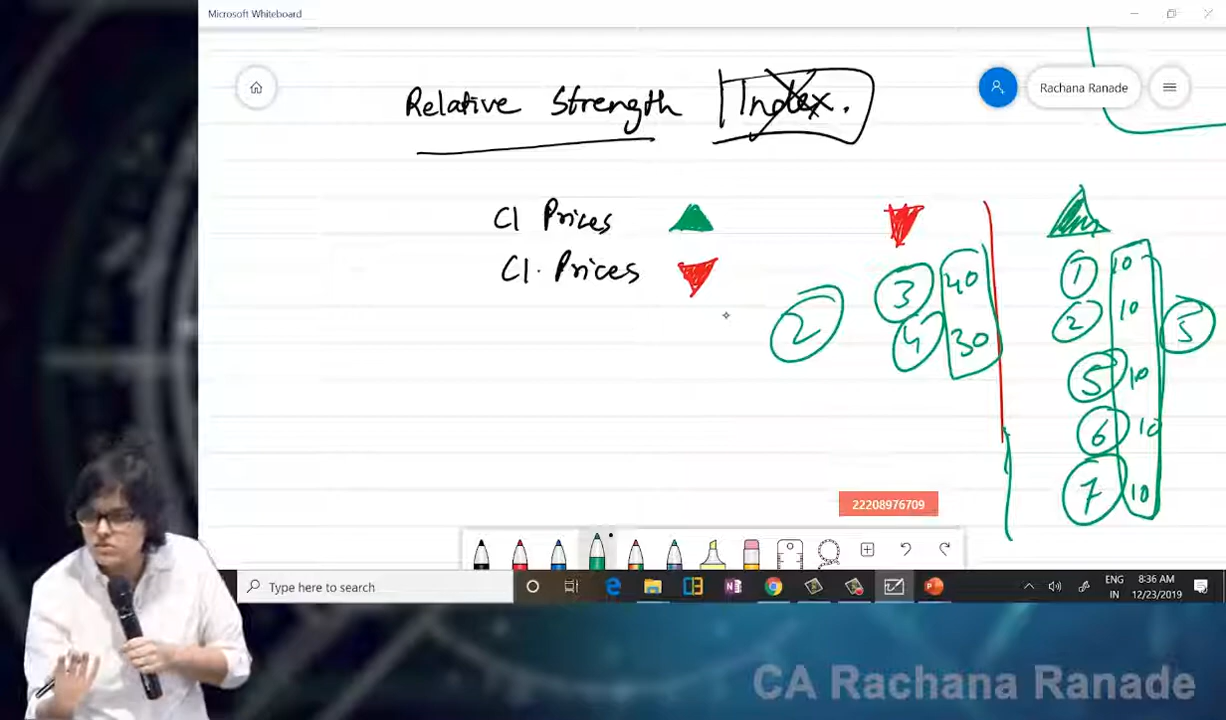 Microsoft Whiteboard
Relative Strength Index.
Rachana Ranade
Cl Prices
Cl. Prices
2
3 40
4 30
1 10
2 10
5 10
6 10
7 10
5
22208976709
Type here to search
ENG
IN
8:36 AM
12/23/2019
CA Rachana Ranade